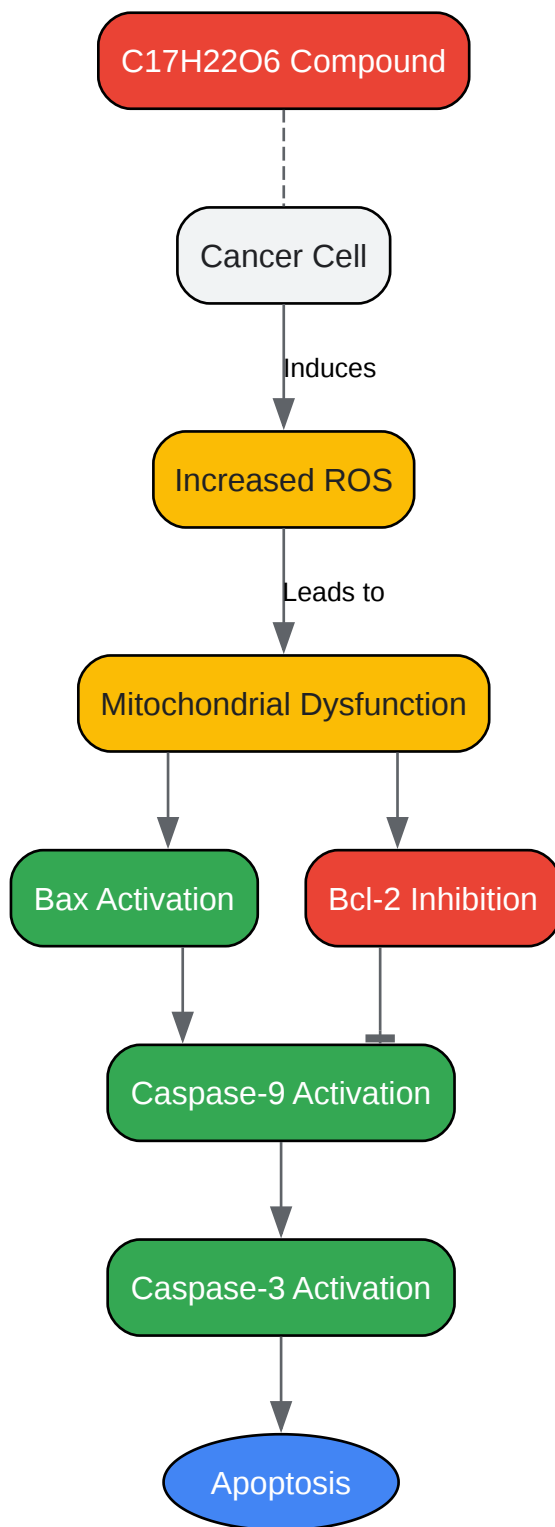 C17H22O6 Compound
Cancer Cell
Induces
Increased ROS
Leads to
Mitochondrial Dysfunction
Bax Activation
Bcl-2 Inhibition
Caspase-9 Activation
Caspase-3 Activation
Apoptosis